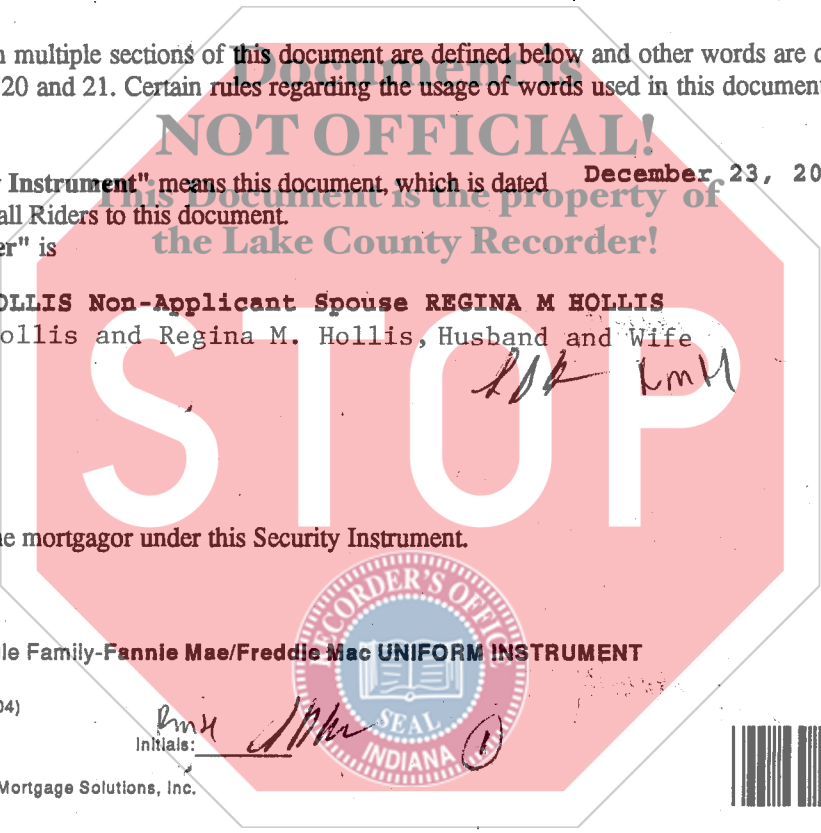 n multiple sections of this document are defined below and other words are d
20 and 21. Certain rules regarding the usage of words used in this document
Document is
NOT OFFICIAL!
This Document is the property of
the Lake County Recorder!
Instrument" means this document, which is dated December 23, 20
all Riders to this document.
er" is
OLLIS Non-Applicant Spouse REGINA M HOLLIS
ollis and Regina M. Hollis, Husband and Wife
RmH
STOP
he mortgagor under this Security Instrument.
RECORDER'S OFFICE
SEAL
INDIANA
le Family-Fannie Mae/Freddie Mac UNIFORM INSTRUMENT
04)
RmH
Initials:
1
Mortgage Solutions, Inc.